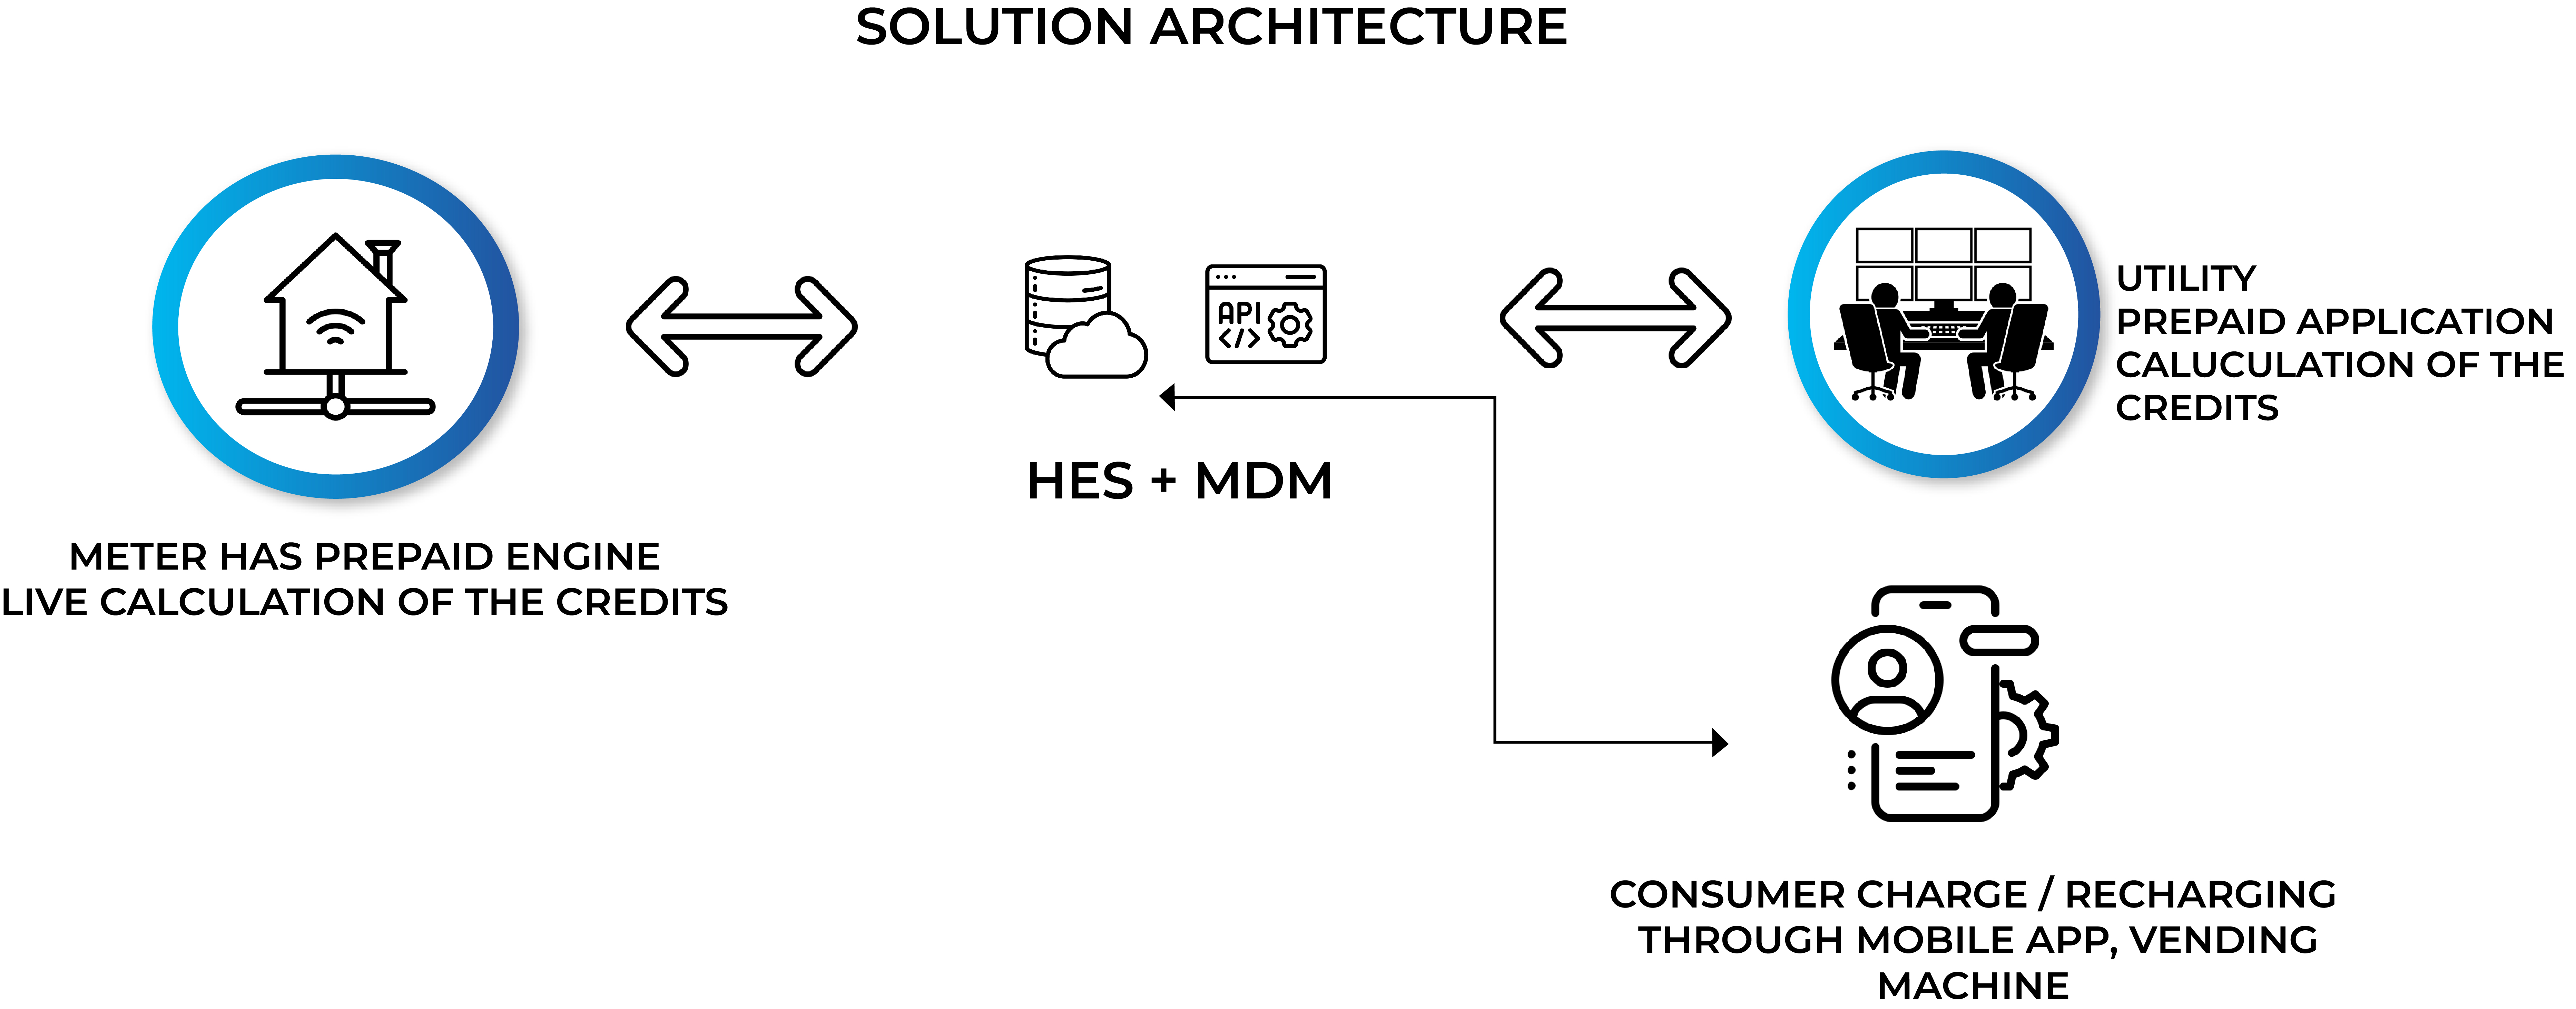 SOLUTION ARCHITECTURE
API
</>
HES + MDM
METER HAS PREPAID ENGINE
LIVE CALCULATION OF THE CREDITS
UTILITY
PREPAID APPLICATION
CALUCULATION OF THE
CREDITS
CONSUMER CHARGE / RECHARGING
THROUGH MOBILE APP, VENDING
MACHINE